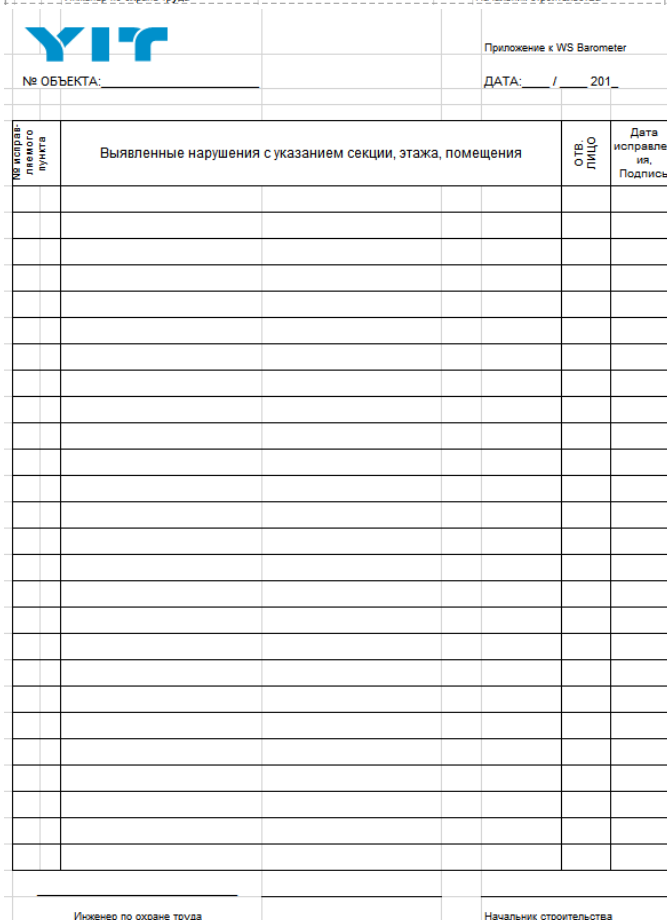 YIT
Приложение к WS Barometer
№ ОБЪЕКТА:____________________
ДАТА:____ / ____ 201_
№ исправ-
ляемого
пункта
Выявленные нарушения с указанием секции, этажа, помещения
ОТВ.
ЛИЦО
Дата
исправле
ия,
Подпись
Инженер по охране труда
Начальник строительства